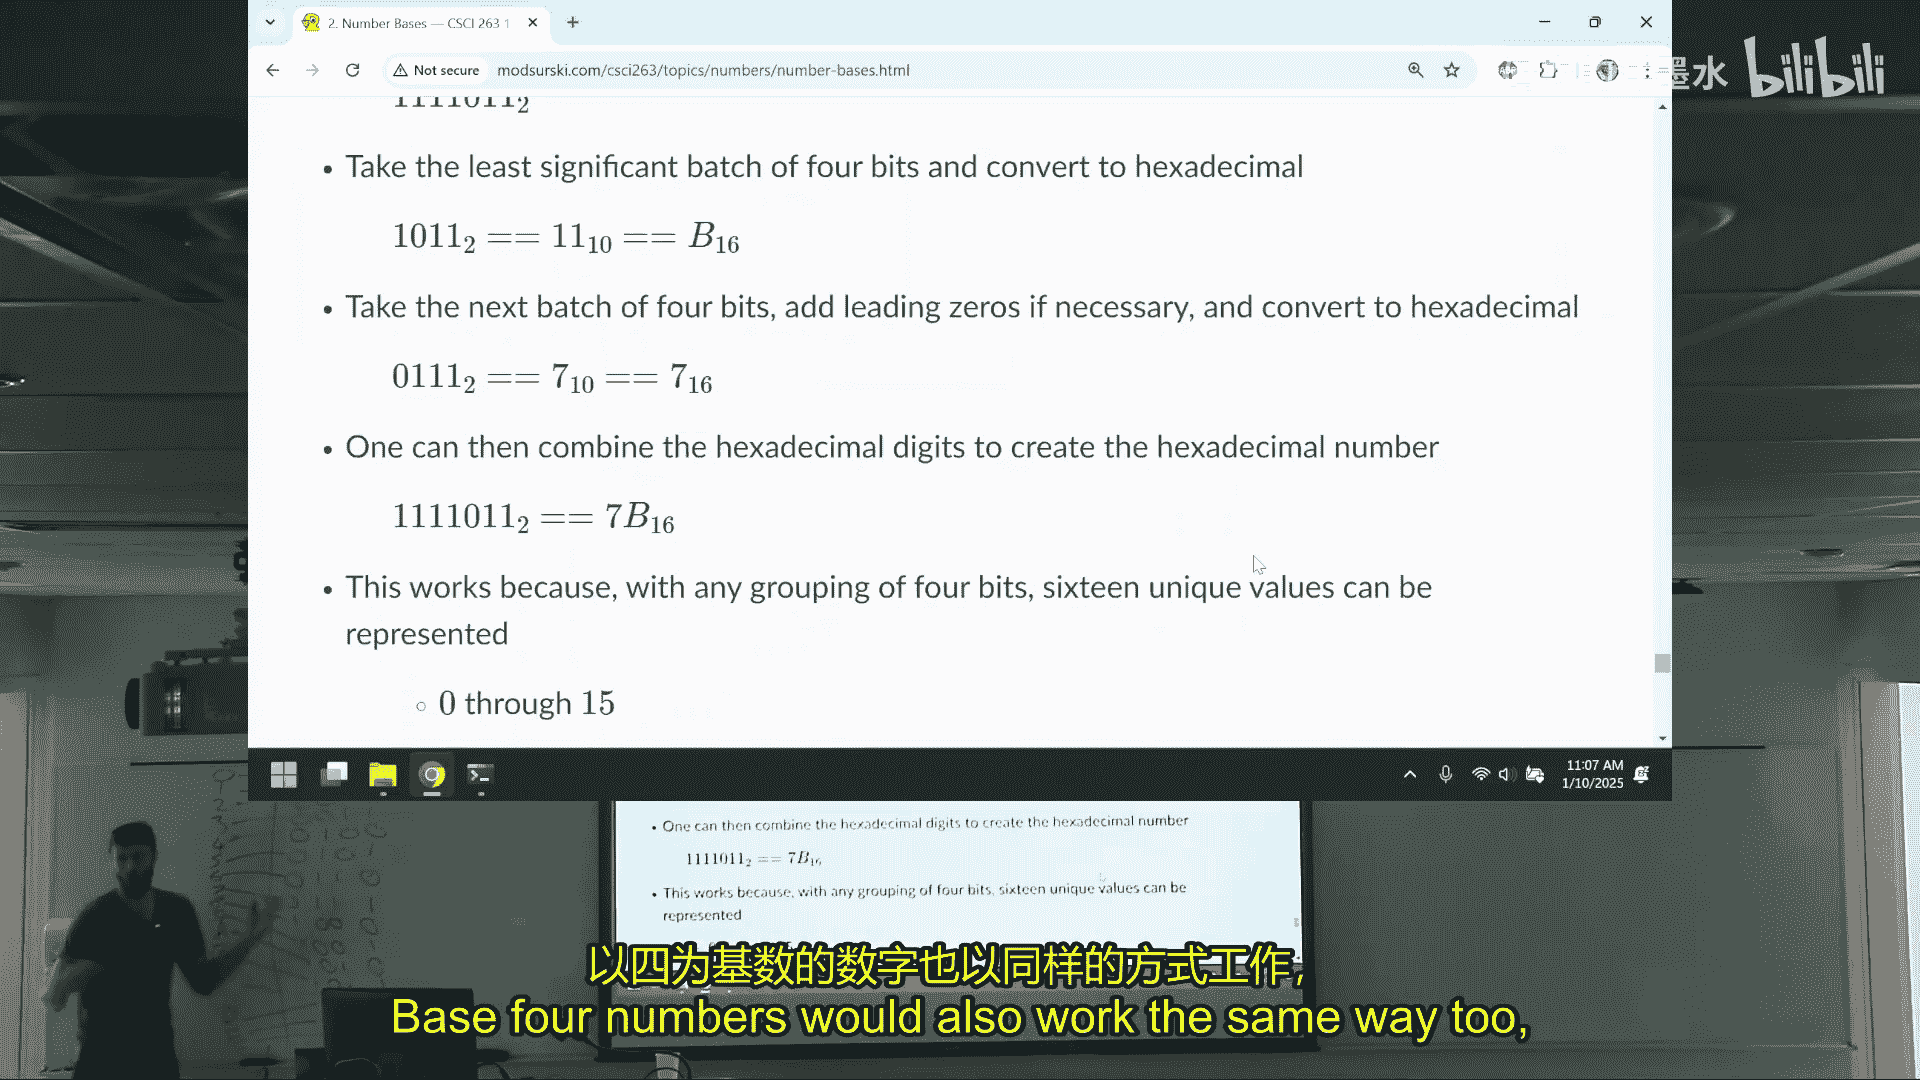 2. Number Bases — CSCI 263 1
Not secure
modsurski.com/csci263/topics/numbers/number-bases.html
墨水 bilibili
1111011₂
• Take the least significant batch of four bits and convert to hexadecimal
1011₂ == 11₁₀ == B₁₆
• Take the next batch of four bits, add leading zeros if necessary, and convert to hexadecimal
0111₂ == 7₁₀ == 7₁₆
• One can then combine the hexadecimal digits to create the hexadecimal number
1111011₂ == 7B₁₆
• This works because, with any grouping of four bits, sixteen unique values can be
represented
○ 0 through 15
11:07 AM
1/10/2025
• One can then combine the hexadecimal digits to create the hexadecimal number
1111011₂ == 7B₁₆
• This works because, with any grouping of four bits, sixteen unique values can be
represented
以四为基数的数字也以同样的方式工作,
Base four numbers would also work the same way too,